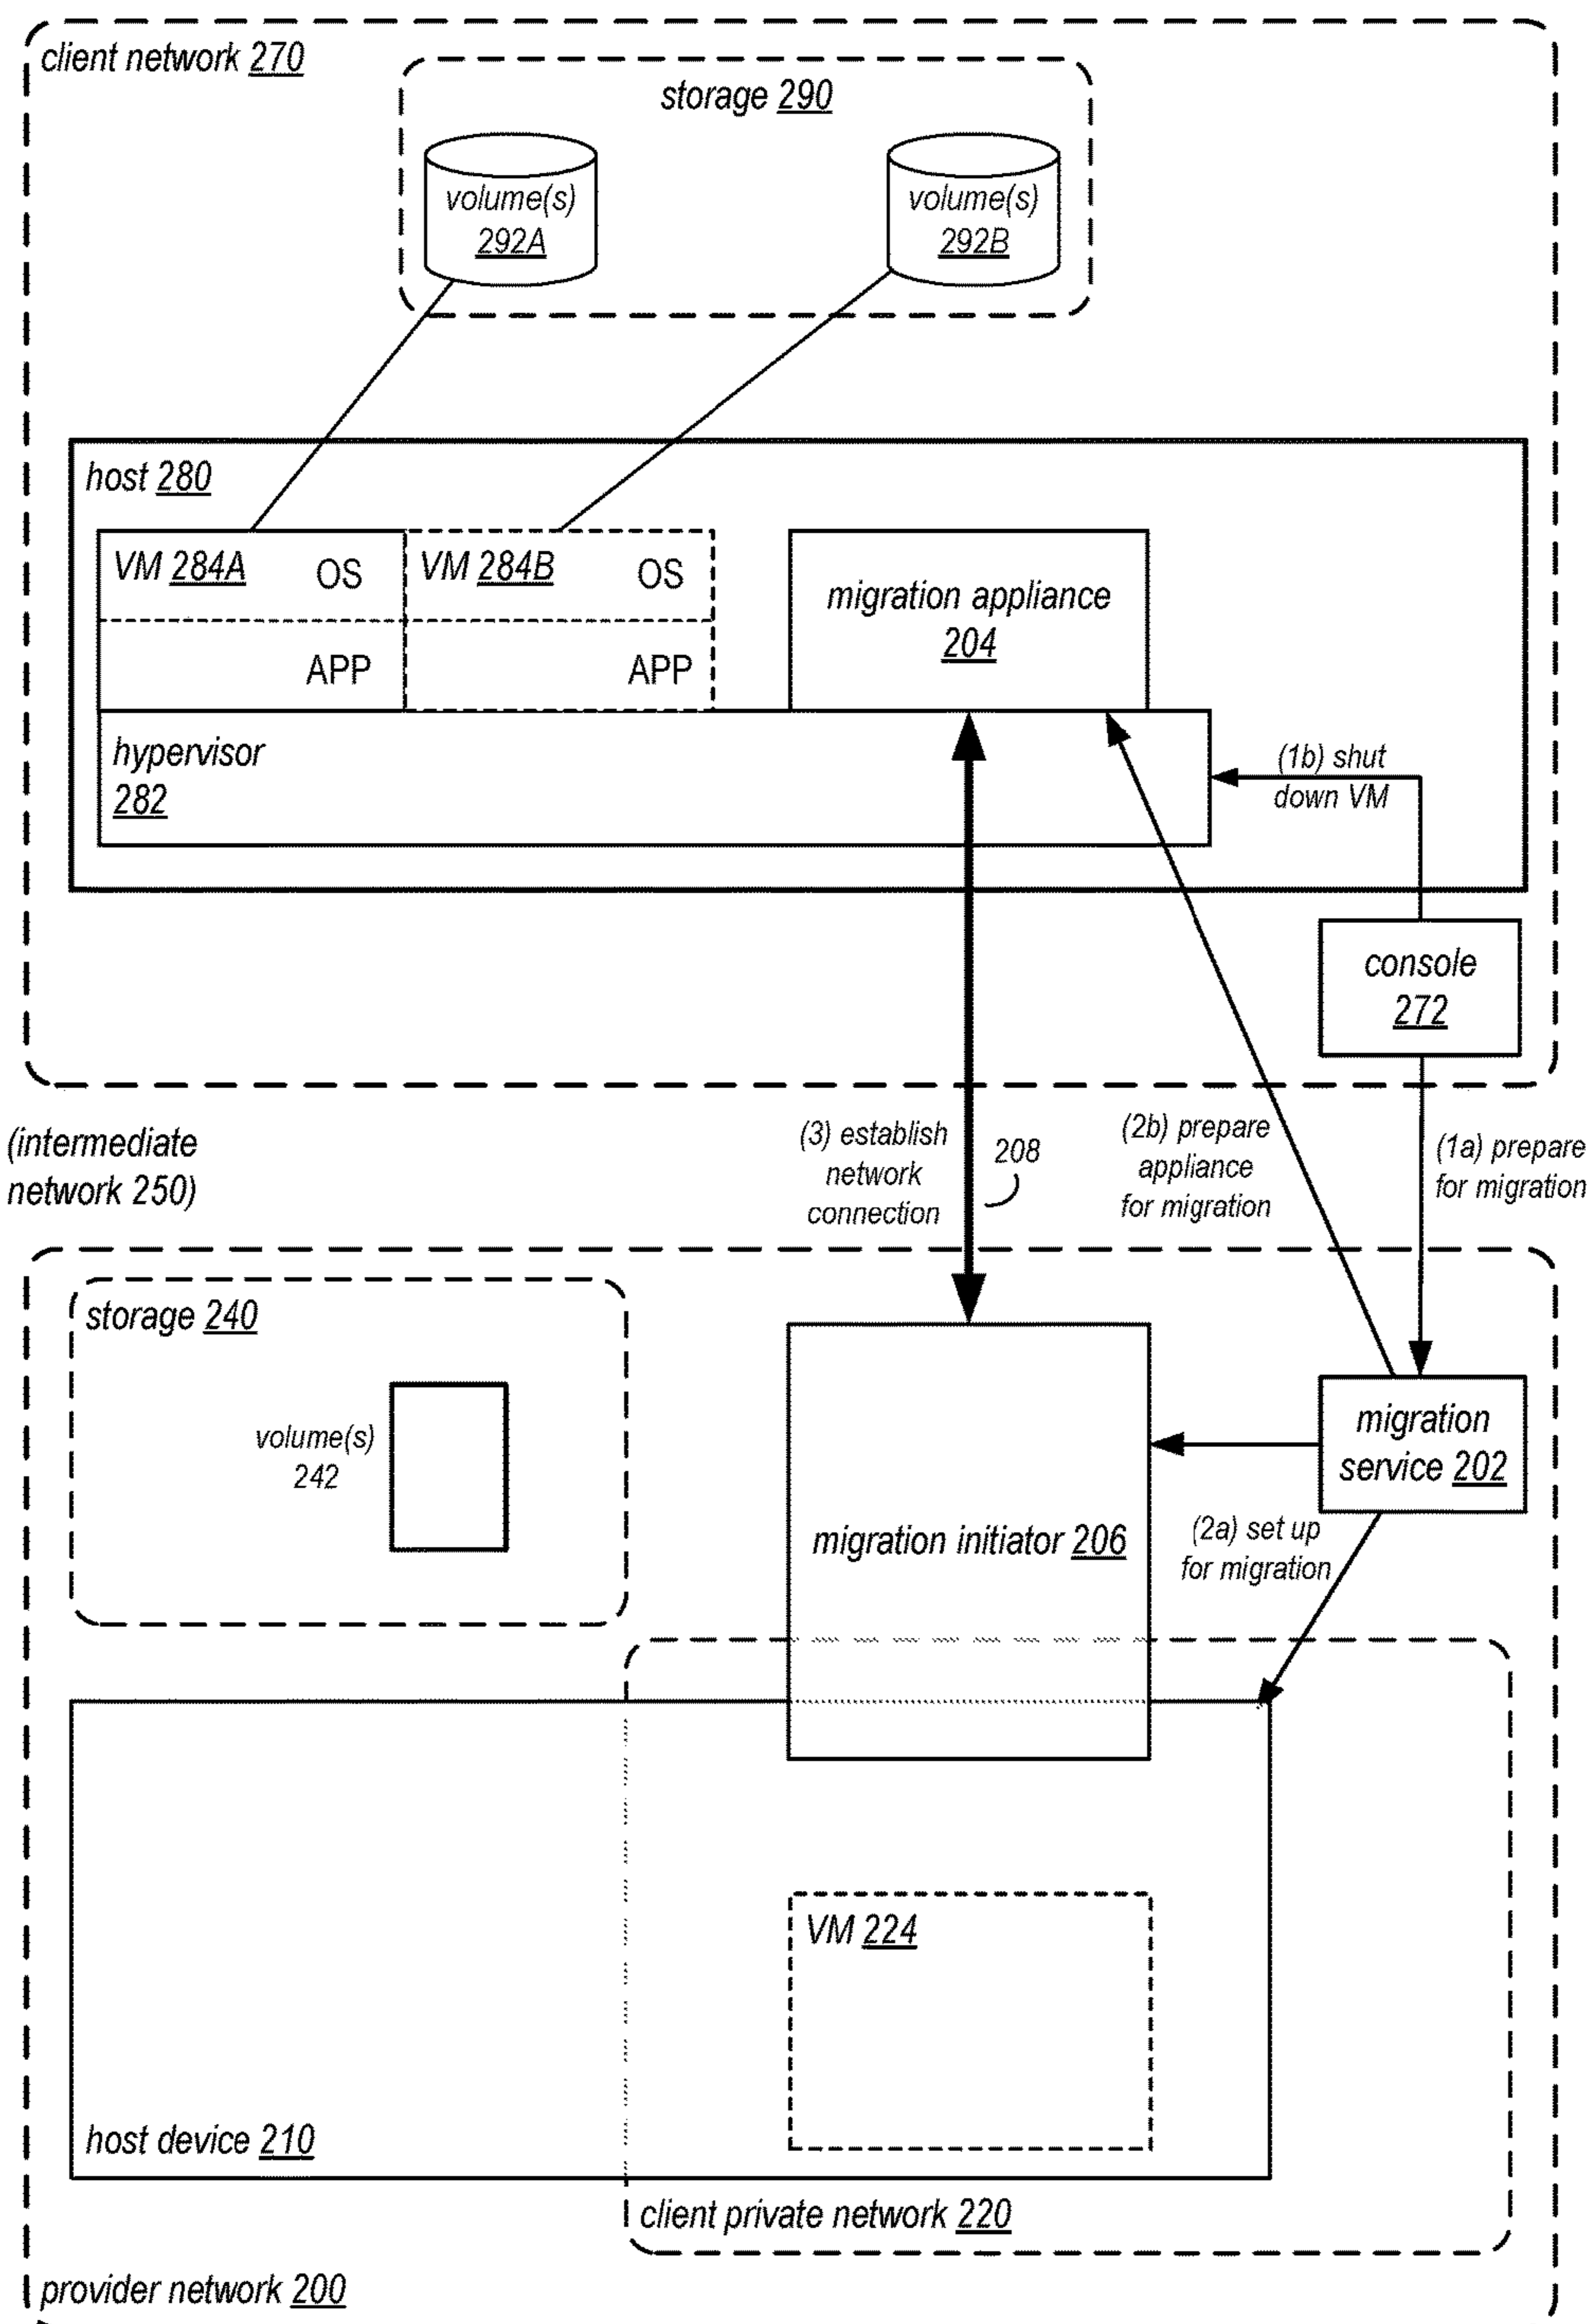 client network 270
storage 290
volume(s)
292A
volume(s)
292B
host 280
VM 284A
OS
VM 284B
OS
migration appliance
204
APP
APP
hypervisor
282
(1b) shut
down VM
console
272
(intermediate
network 250)
(3) establish
network
connection
208
(2b) prepare
appliance
for migration
(1a) prepare
for migration
storage 240
volume(s)
242
migration
service 202
migration initiator 206
(2a) set up
for migration
VM 224
host device 210
client private network 220
provider network 200